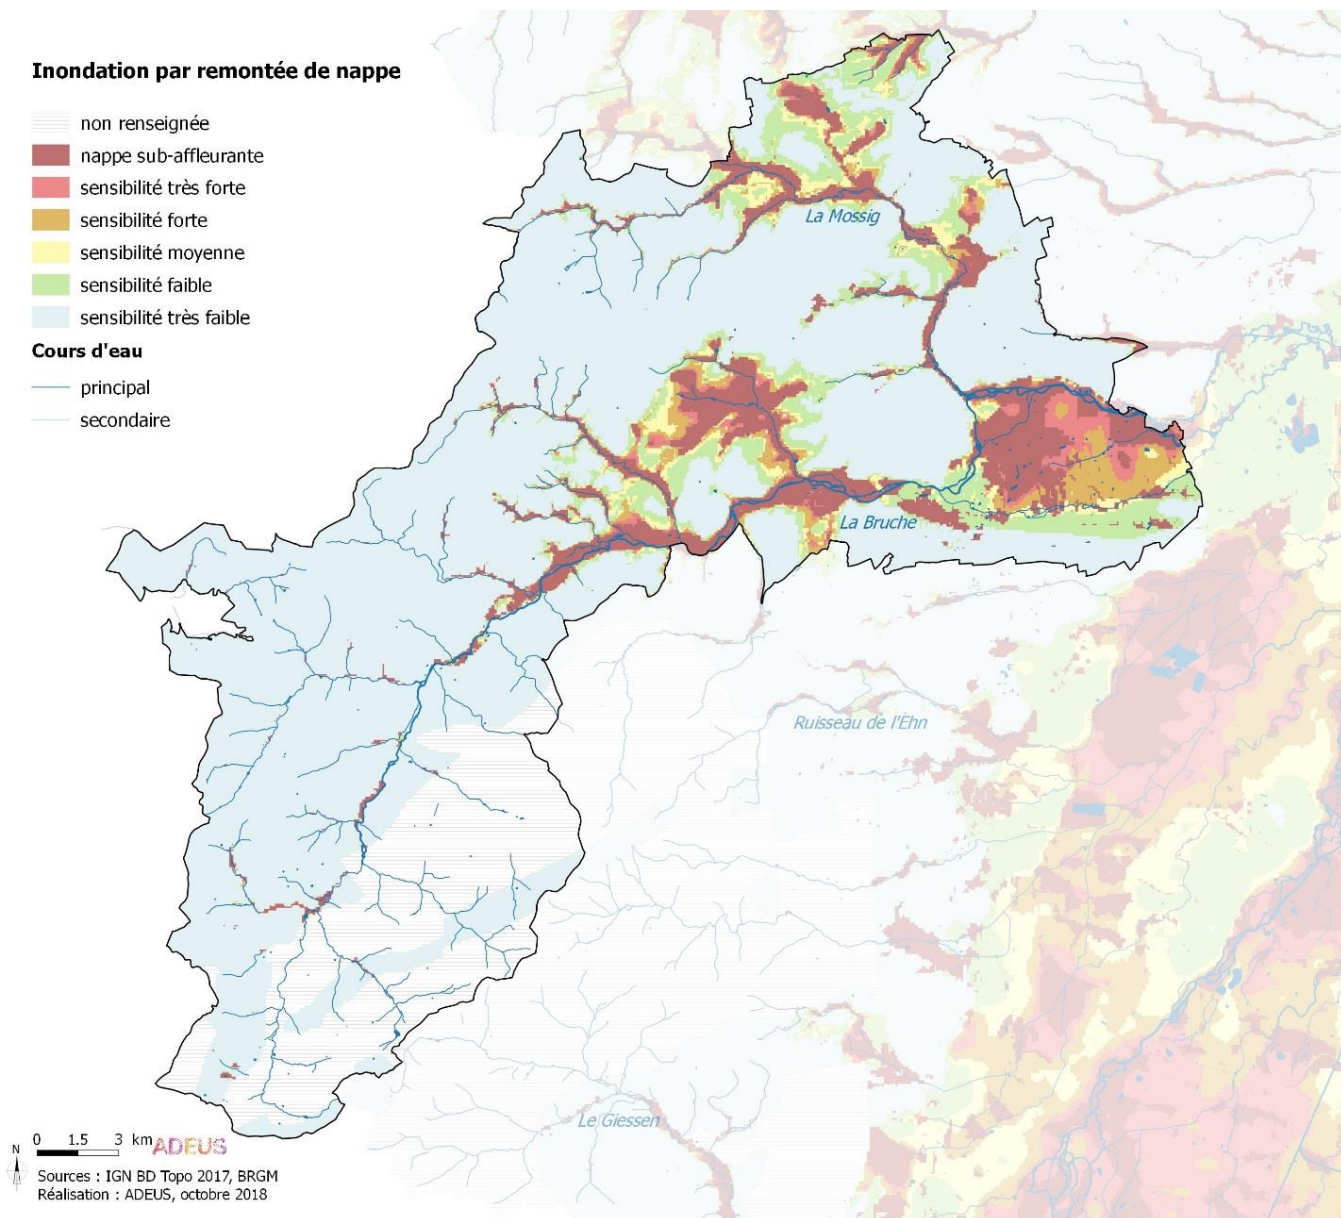 Inondation par remontée de nappe
non renseignée
nappe sub-affleurante
sensibilité très forte
sensibilité forte
sensibilité moyenne
sensibilité faible
sensibilité très faible
Cours d'eau
principal
secondaire
La Mossig
La Bruche
Ruisseau de l'Ehn
Le Giessen
N
0 1.5 3 km
ADEUS
Sources : IGN BD Topo 2017, BRGM
Réalisation : ADEUS, octobre 2018